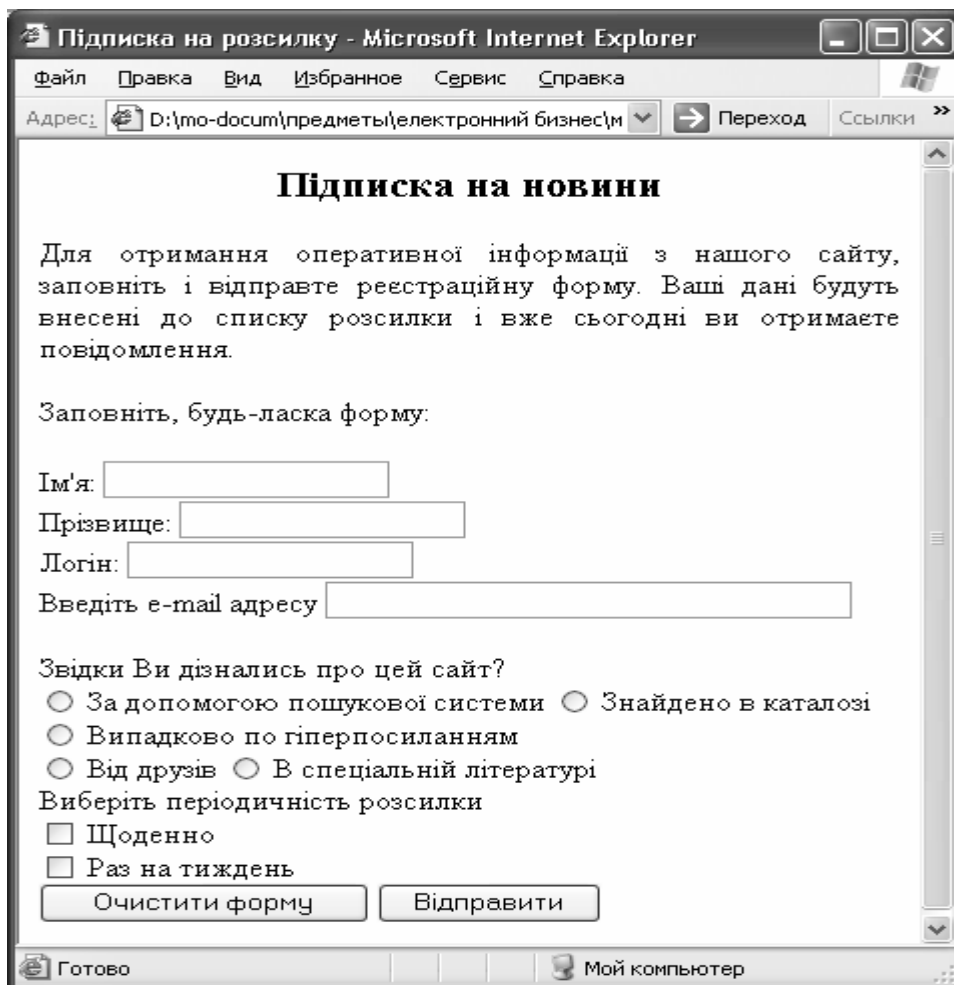 Підписка на розсилку - Microsoft Internet Explorer
Файл Правка Вид Избранное Сервис Справка
Адрес: D:\mo-docum\предметы\електронний бизнес\м Переход Ссылки »
Підписка на новини
Для отримання оперативної інформації з нашого сайту,
заповніть і відправте реєстраційну форму. Ваші дані будуть
внесені до списку розсилки і вже сьогодні ви отримаєте
повідомлення.
Заповніть, будь-ласка форму:
Ім'я:
Прізвище:
Логін:
Введіть e-mail адресу
Звідки Ви дізнались про цей сайт?
За допомогою пошукової системи Знайдено в каталозі
Випадково по гіперпосиланням
Від друзів В спеціальній літературі
Виберіть періодичність розсилки
Щоденно
Раз на тиждень
Очистити форму Відправити
Готово Мой компьютер